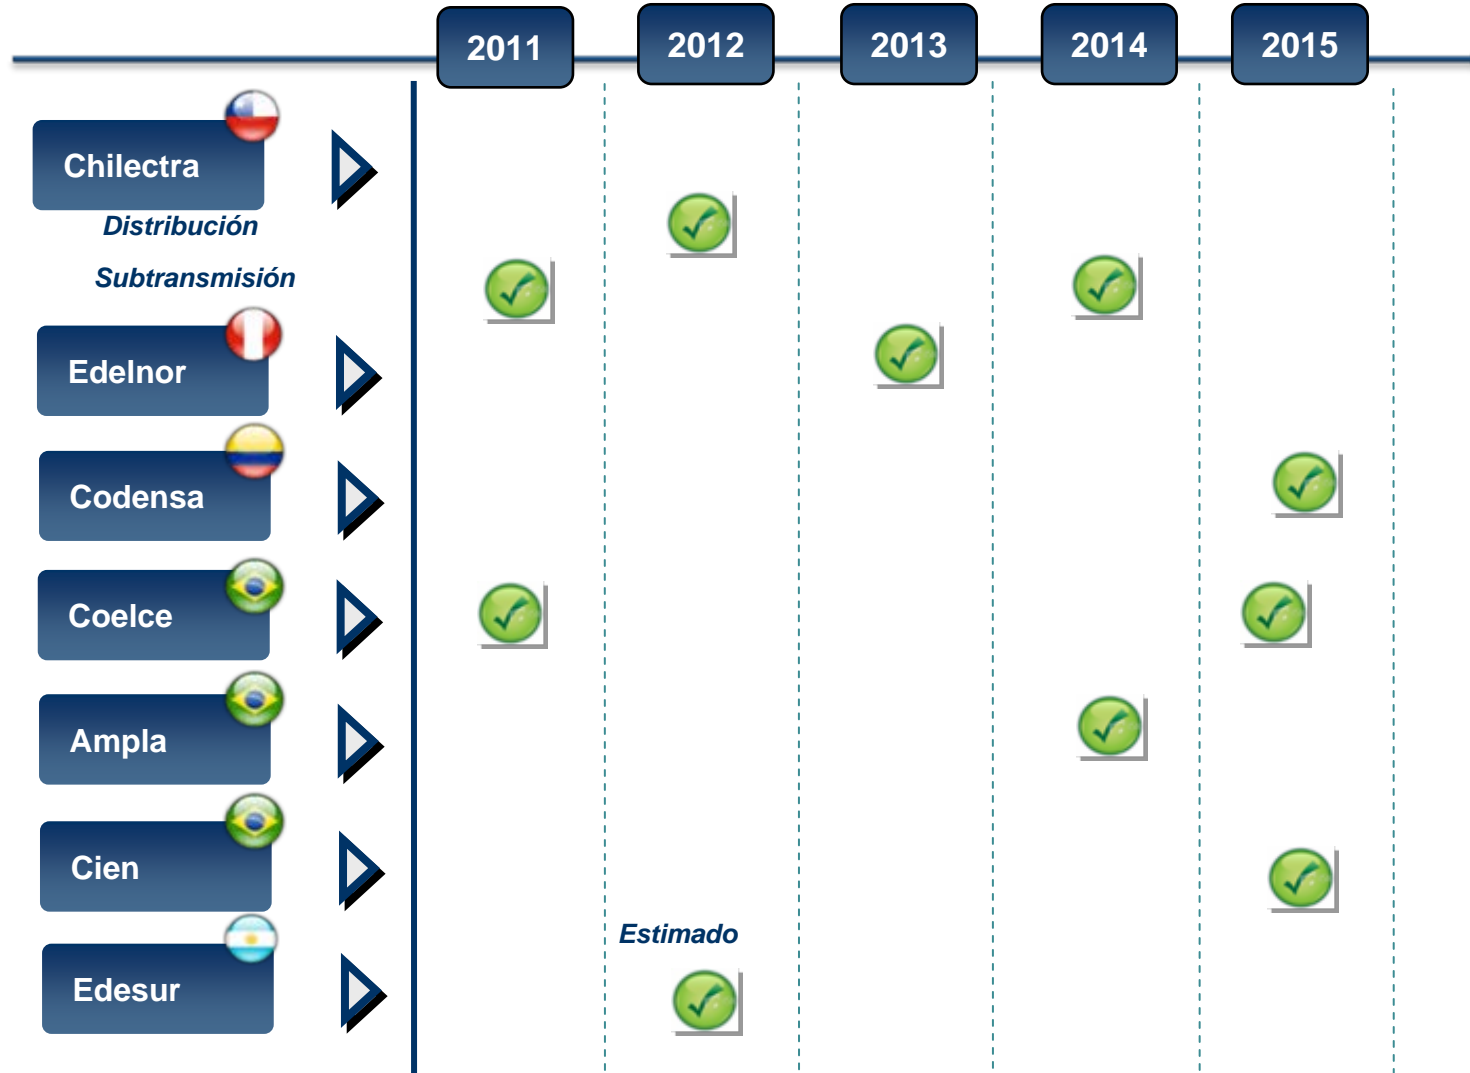 2011 2012 2013 2014 2015
Chilectra
Distribución
Subtransmisión
Edelnor
Codensa
Coelce
Ampla
Cien
Estimado
Edesur